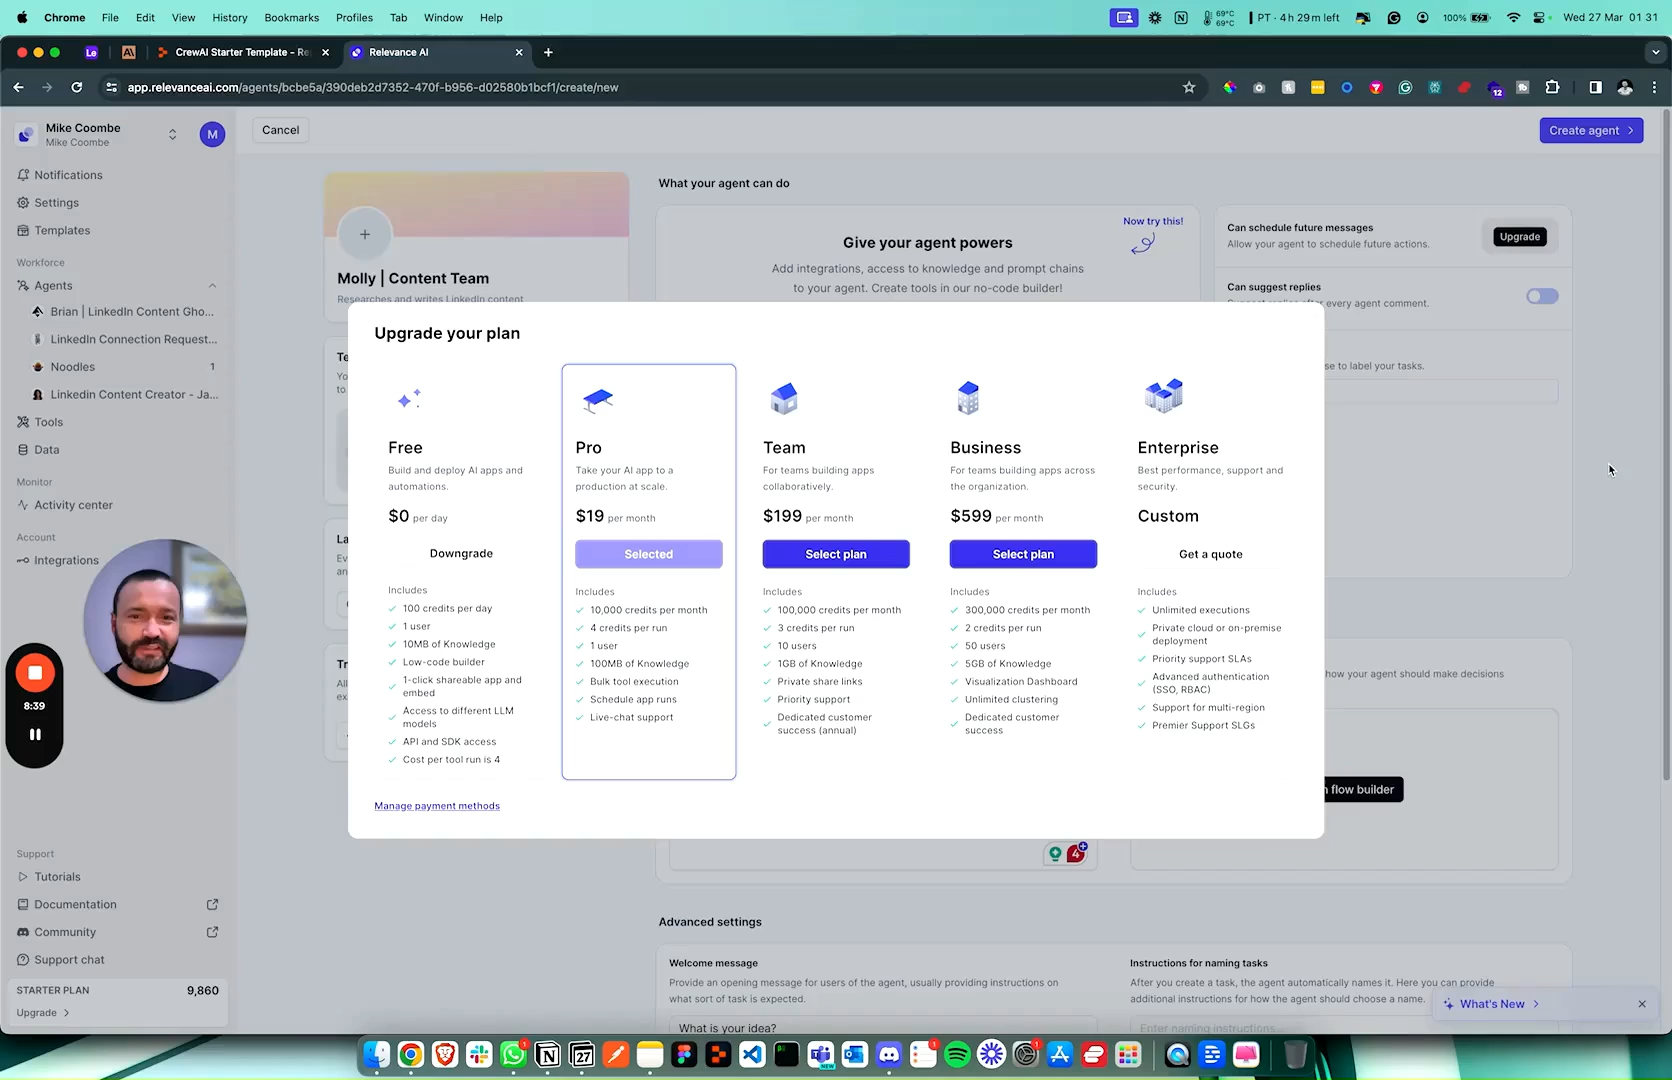 Chrome File Edit View History Bookmarks Profiles Tab Window Help
69°C
69°C
PT · 4h 29m left
100%
Wed 27 Mar 01 31
Le
CrewAI Starter Template - Re
Relevance AI
app.relevanceai.com/agents/bcbe5a/390deb2d7352-470f-b956-d02580b1bcf1/create/new
12
Mike Coombe
Mike Coombe
M
Cancel
Create agent
Notifications
Settings
Templates
Workforce
Agents
Brian | LinkedIn Content Gho...
LinkedIn Connection Request...
Noodles 1
Linkedin Content Creator - Ja...
Tools
Data
Monitor
Activity center
Account
Integrations
8:39
Support
Tutorials
Documentation
Community
Support chat
STARTER PLAN 9,860
Upgrade
Molly | Content Team
Researches and writes LinkedIn content
What your agent can do
Now try this!
Give your agent powers
Add integrations, access to knowledge and prompt chains
to your agent. Create tools in our no-code builder!
Can schedule future messages
Allow your agent to schedule future actions.
Upgrade
Can suggest replies
Suggest replies after every agent comment.
se to label your tasks.
how your agent should make decisions
flow builder
Upgrade your plan
Free
Build and deploy AI apps and
automations.
$0 per day
Downgrade
Includes
100 credits per day
1 user
10MB of Knowledge
Low-code builder
1-click shareable app and
embed
Access to different LLM
models
API and SDK access
Cost per tool run is 4
Pro
Take your AI app to a
production at scale.
$19 per month
Selected
Includes
10,000 credits per month
4 credits per run
1 user
100MB of Knowledge
Bulk tool execution
Schedule app runs
Live-chat support
Team
For teams building apps
collaboratively.
$199 per month
Select plan
Includes
100,000 credits per month
3 credits per run
10 users
1GB of Knowledge
Private share links
Priority support
Dedicated customer
success (annual)
Business
For teams building apps across
the organization.
$599 per month
Select plan
Includes
300,000 credits per month
2 credits per run
50 users
5GB of Knowledge
Visualization Dashboard
Unlimited clustering
Dedicated customer
success
Enterprise
Best performance, support and
security.
Custom
Get a quote
Includes
Unlimited executions
Private cloud or on-premise
deployment
Priority support SLAs
Advanced authentication
(SSO, RBAC)
Support for multi-region
Premier Support SLGs
Manage payment methods
4
Advanced settings
Welcome message
Provide an opening message for users of the agent, usually providing instructions on
what sort of task is expected.
What is your idea?
Instructions for naming tasks
After you create a task, the agent automatically names it. Here you can provide
additional instructions for how the agent should choose a name.
Enter naming instructions...
What's New
27
NEW